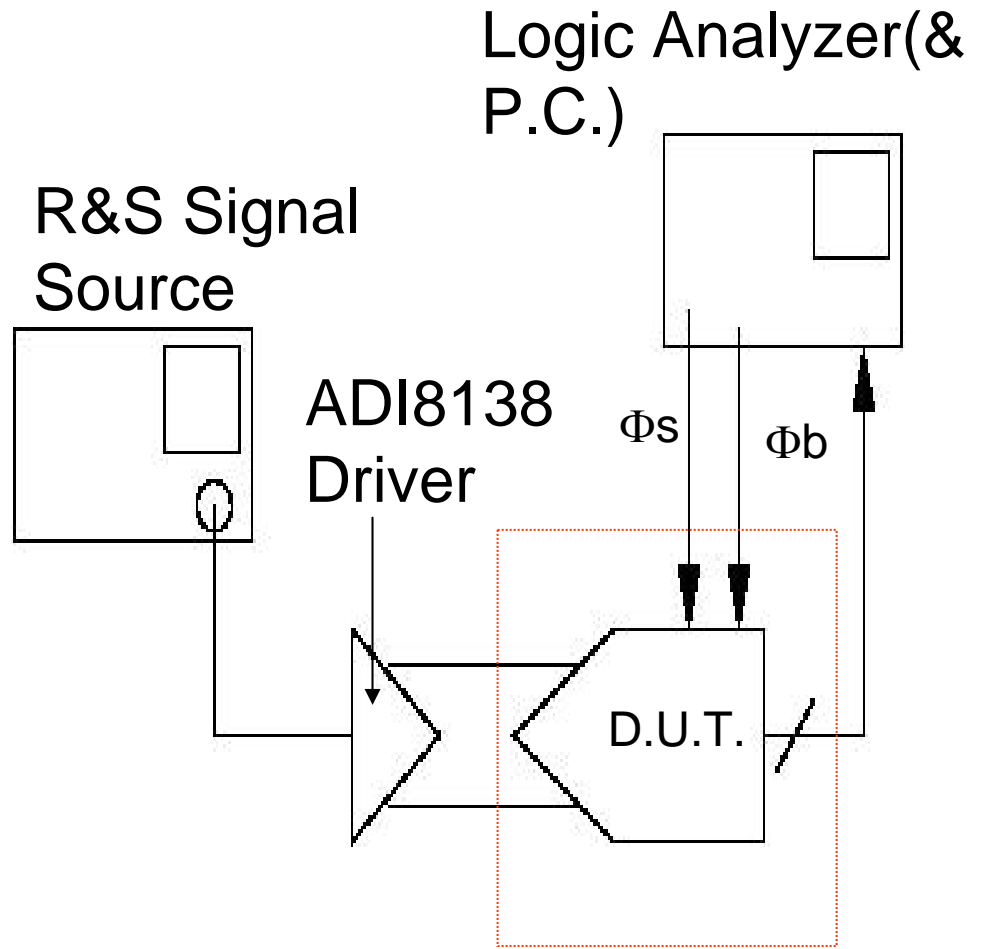 Logic Analyzer(&
P.C.)
R&S Signal
Source
ADI8138
Driver
Φs
Φb
D.U.T.